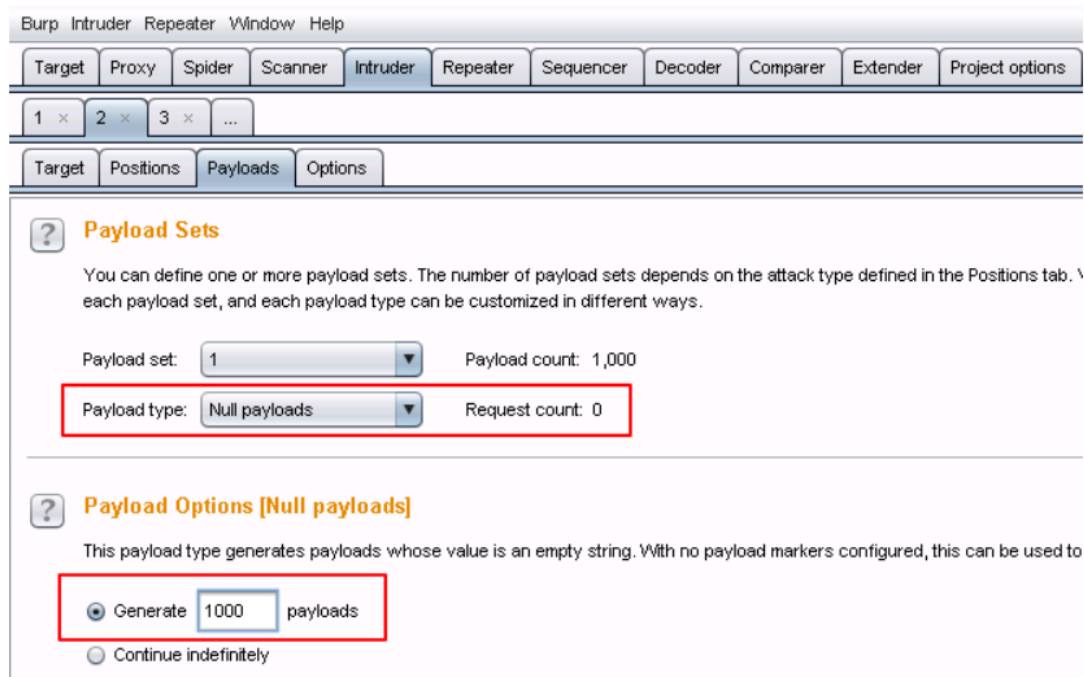 Burp Intruder Repeater Window Help
Target Proxy Spider Scanner Intruder Repeater Sequencer Decoder Comparer Extender Project options
1 × 2 × 3 × ...
Target Positions Payloads Options
? Payload Sets
You can define one or more payload sets. The number of payload sets depends on the attack type defined in the Positions tab.
each payload set, and each payload type can be customized in different ways.
Payload set: 1 Payload count: 1,000
Payload type: Null payloads Request count: 0
? Payload Options [Null payloads]
This payload type generates payloads whose value is an empty string. With no payload markers configured, this can be used to
Generate 1000 payloads
Continue indefinitely